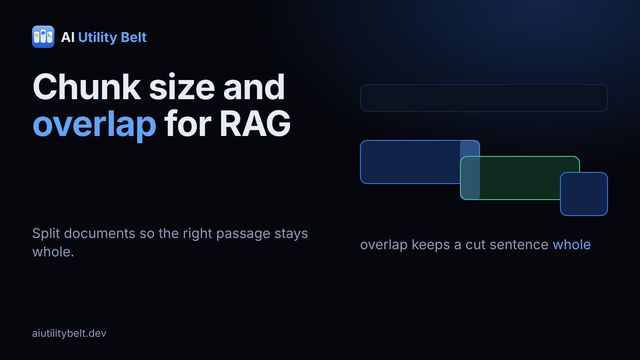 AI Utility Belt
Chunk size and
overlap for RAG
Split documents so the right passage stays
whole.
overlap keeps a cut sentence whole
aiutilitybelt.dev